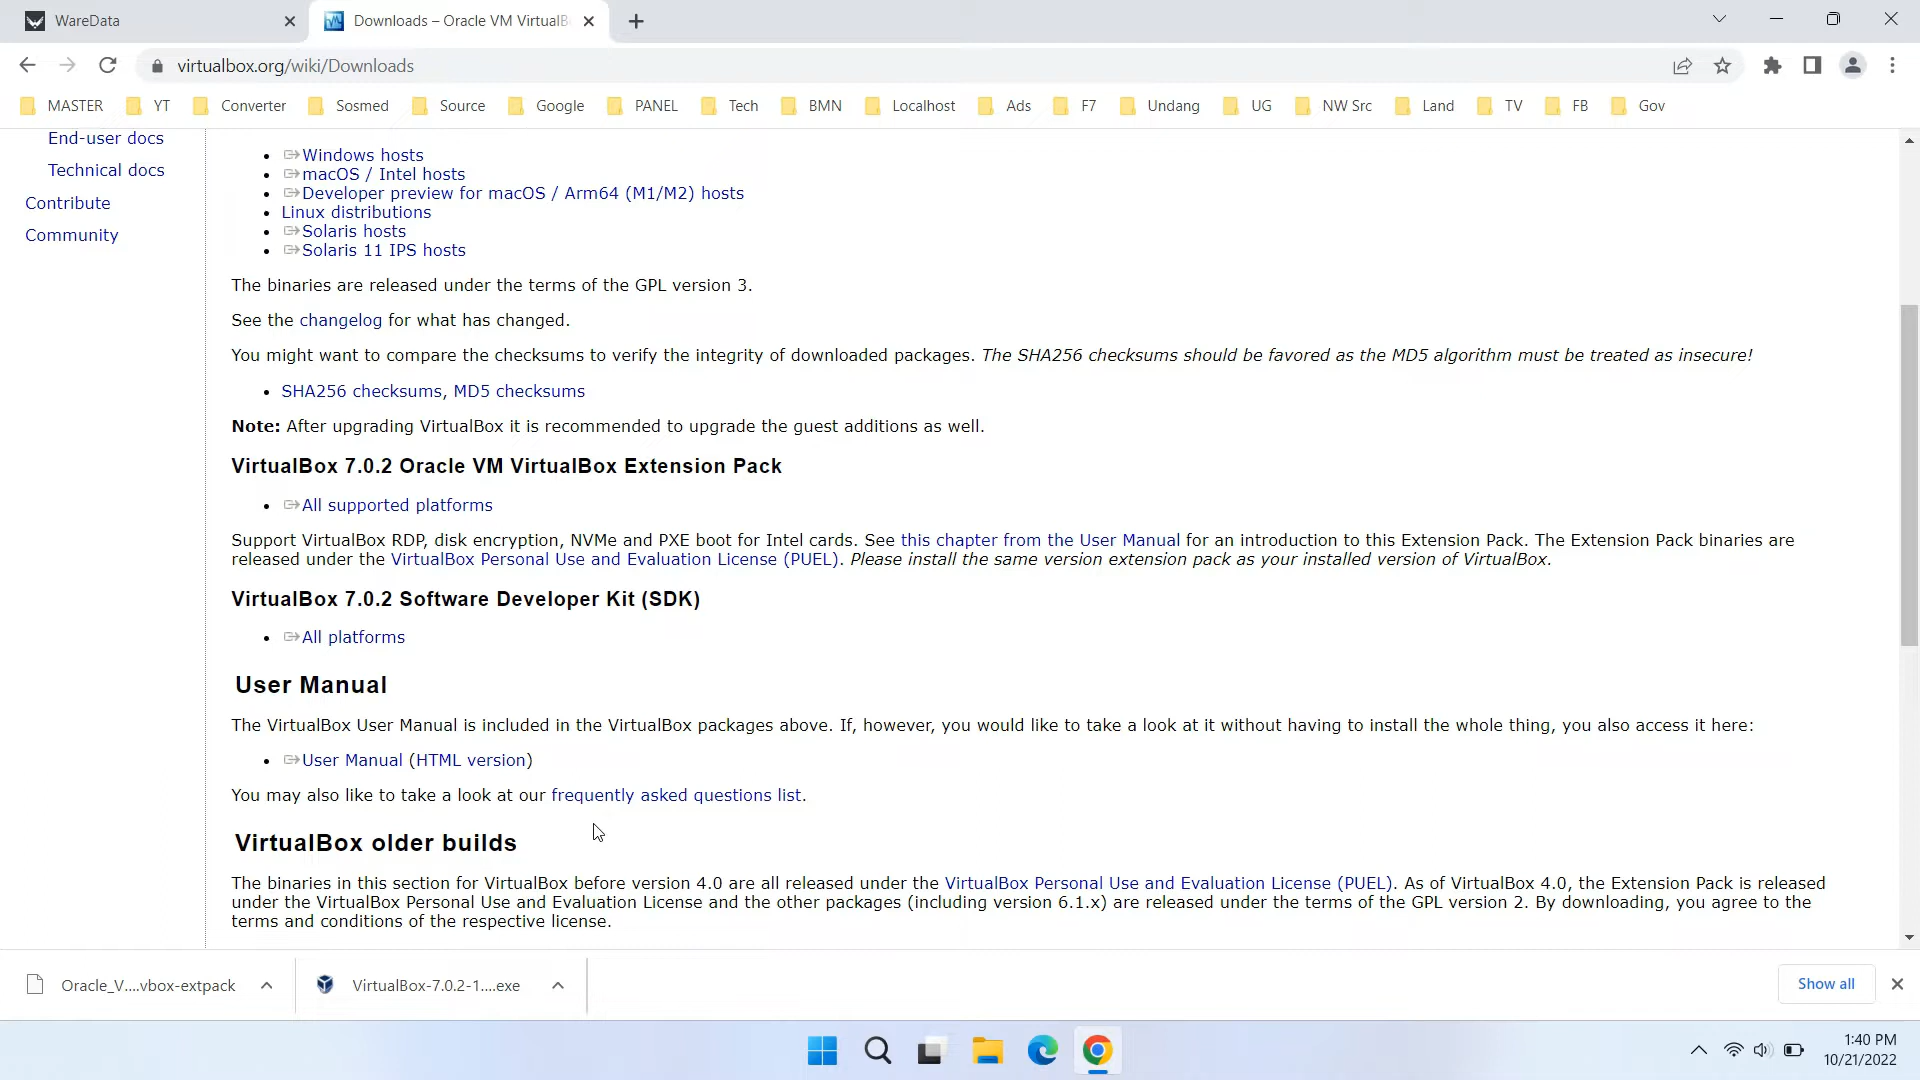 WareData
Downloads – Oracle VM VirtualB
virtualbox.org/wiki/Downloads
MASTER YT Converter Sosmed Source Google PANEL Tech BMN Localhost Ads F7 Undang UG NW Src Land TV FB Gov
End-user docs
Technical docs
Contribute
Community
Windows hosts
macOS / Intel hosts
Developer preview for macOS / Arm64 (M1/M2) hosts
Linux distributions
Solaris hosts
Solaris 11 IPS hosts
The binaries are released under the terms of the GPL version 3.
See the changelog for what has changed.
You might want to compare the checksums to verify the integrity of downloaded packages. The SHA256 checksums should be favored as the MD5 algorithm must be treated as insecure!
SHA256 checksums, MD5 checksums
Note: After upgrading VirtualBox it is recommended to upgrade the guest additions as well.
VirtualBox 7.0.2 Oracle VM VirtualBox Extension Pack
All supported platforms
Support VirtualBox RDP, disk encryption, NVMe and PXE boot for Intel cards. See this chapter from the User Manual for an introduction to this Extension Pack. The Extension Pack binaries are
released under the VirtualBox Personal Use and Evaluation License (PUEL). Please install the same version extension pack as your installed version of VirtualBox.
VirtualBox 7.0.2 Software Developer Kit (SDK)
All platforms
User Manual
The VirtualBox User Manual is included in the VirtualBox packages above. If, however, you would like to take a look at it without having to install the whole thing, you also access it here:
User Manual (HTML version)
You may also like to take a look at our frequently asked questions list.
VirtualBox older builds
The binaries in this section for VirtualBox before version 4.0 are all released under the VirtualBox Personal Use and Evaluation License (PUEL). As of VirtualBox 4.0, the Extension Pack is released
under the VirtualBox Personal Use and Evaluation License and the other packages (including version 6.1.x) are released under the terms of the GPL version 2. By downloading, you agree to the
terms and conditions of the respective license.
Oracle_V....vbox-extpack
VirtualBox-7.0.2-1....exe
Show all
1:40 PM
10/21/2022